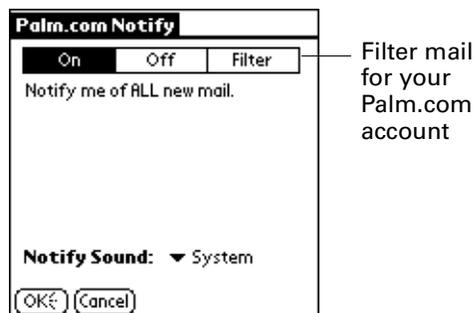 Palm.com Notify
On Off Filter
Notify me of ALL new mail.
Notify Sound: System
OK Cancel
Filter mail
for your
Palm.com
account